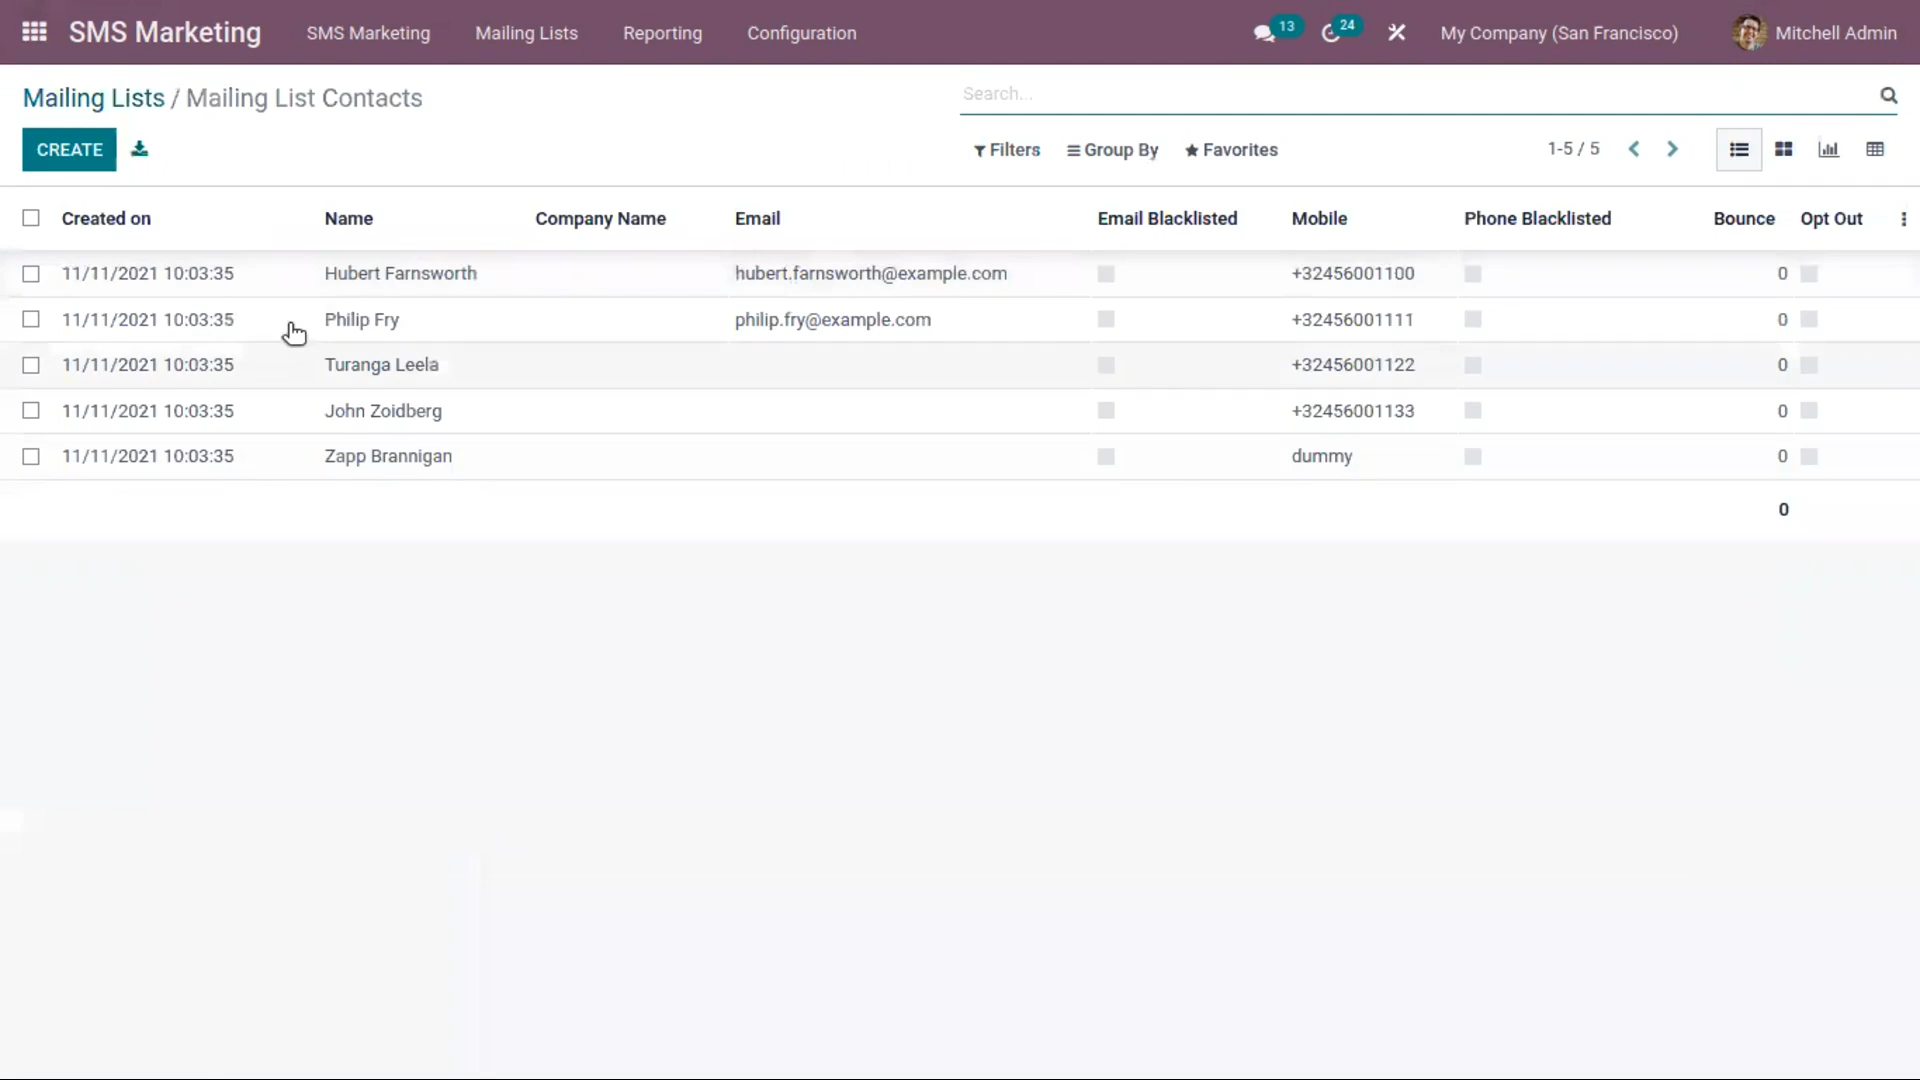 SMS Marketing SMS Marketing Mailing Lists Reporting Configuration 13 24 My Company (San Francisco) Mitchell Admin
Mailing Lists / Mailing List Contacts Search...
CREATE Filters Group By Favorites 1-5 / 5
Created on Name Company Name Email Email Blacklisted Mobile Phone Blacklisted Bounce Opt Out
11/11/2021 10:03:35 Hubert Farnsworth hubert.farnsworth@example.com +32456001100 0
11/11/2021 10:03:35 Philip Fry philip.fry@example.com +32456001111 0
11/11/2021 10:03:35 Turanga Leela +32456001122 0
11/11/2021 10:03:35 John Zoidberg +32456001133 0
11/11/2021 10:03:35 Zapp Brannigan dummy 0
0